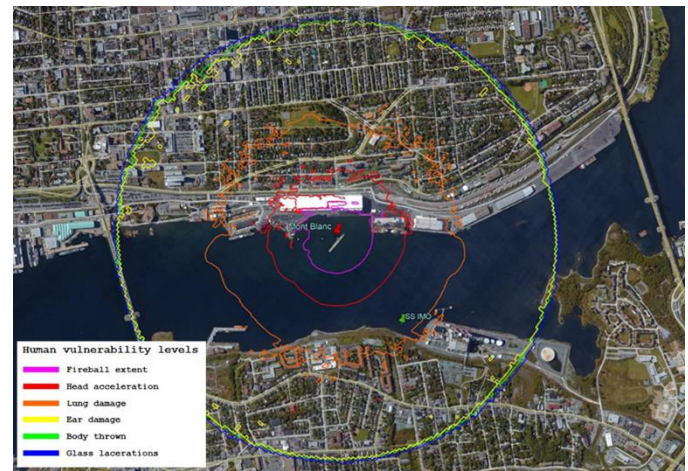 Mont Blanc
SS IMO
Human vulnerability levels
Fireball extent
Head acceleration
Lung damage
Ear damage
Body thrown
Glass lacerations